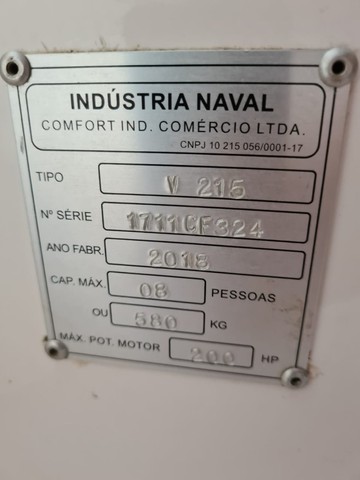 INDÚSTRIA NAVAL
COMFORT IND. COMÉRCIO LTDA.
CNPJ 10 215 056/0001-17
TIPO V 215
Nº SÉRIE 1711CF324
ANO FABR. 2018
CAP. MÁX. 08 PESSOAS
OU 580 KG
MÁX. POT. MOTOR 200 HP